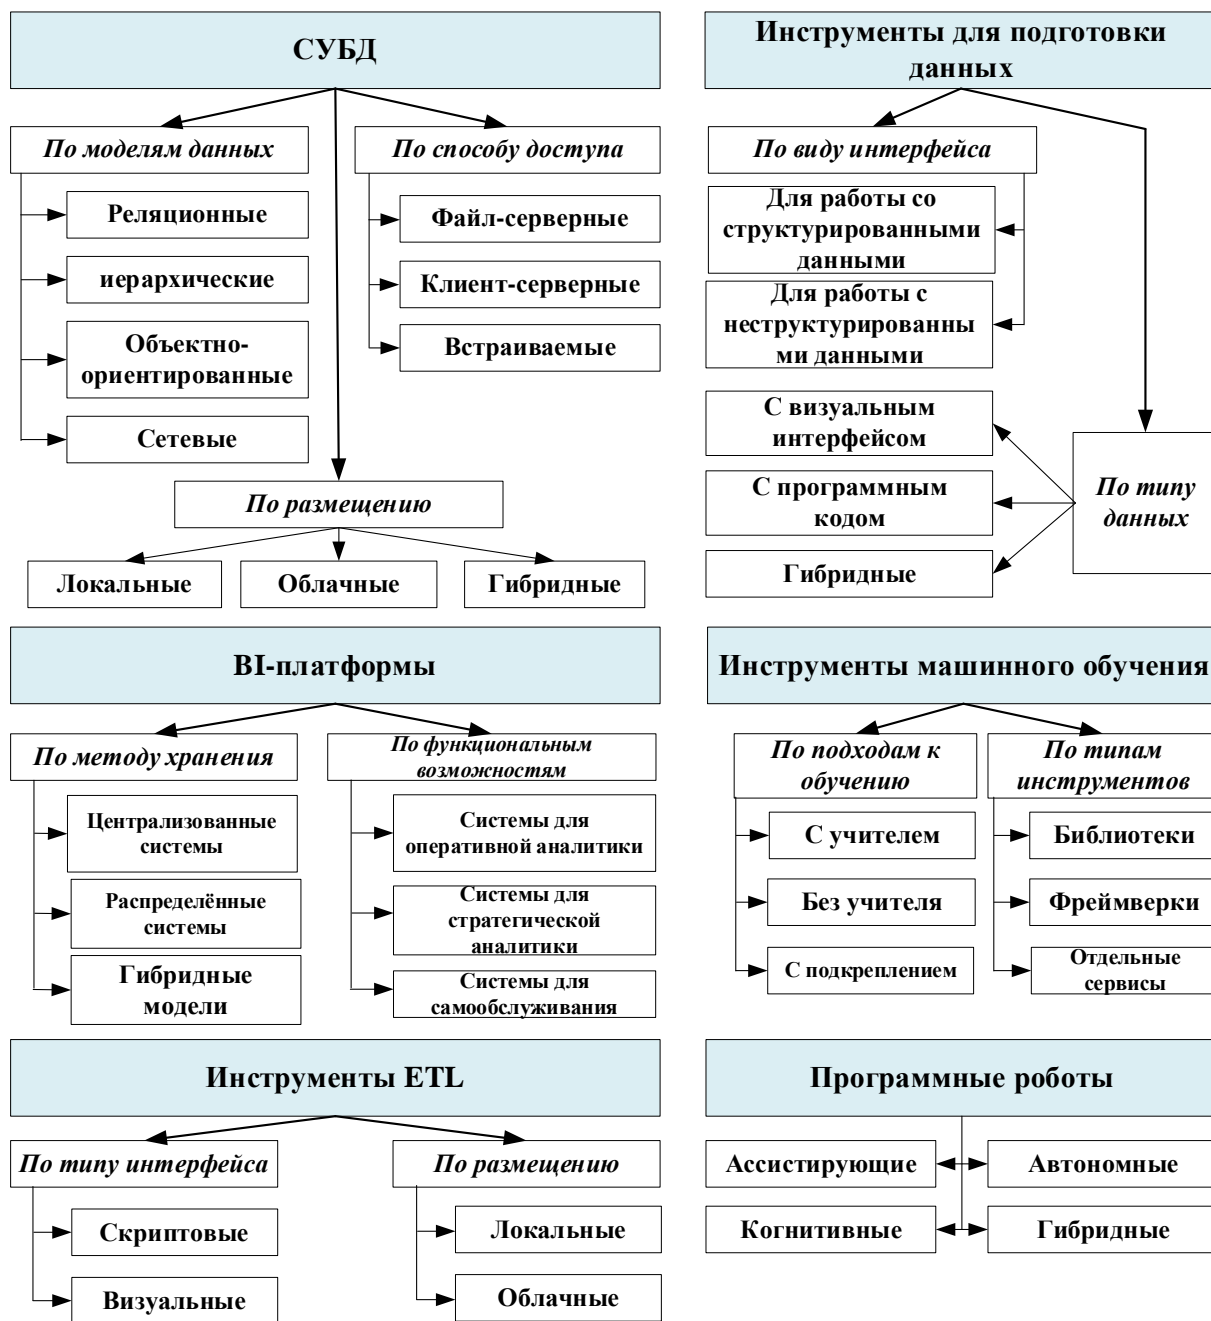 СУБД
По моделям данных
Реляционные
иерархические
Объектно-
ориентированные
Сетевые
По способу доступа
Файл-серверные
Клиент-серверные
Встраиваемые
По размещению
Локальные
Облачные
Гибридные
Инструменты для подготовки
данных
По виду интерфейса
Для работы со
структурированными
данными
Для работы с
неструктурированны
ми данными
По типу
данных
С визуальным
интерфейсом
С программным
кодом
Гибридные
BI-платформы
По методу хранения
Централизованные
системы
Распределённые
системы
Гибридные
модели
По функциональным
возможностям
Системы для
оперативной аналитики
Системы для
стратегической
аналитики
Системы для
самообслуживания
Инструменты машинного обучения
По подходам к
обучению
С учителем
Без учителя
С подкреплением
По типам
инструментов
Библиотеки
Фреймверки
Отдельные
сервисы
Инструменты ETL
По типу интерфейса
Скриптовые
Визуальные
По размещению
Локальные
Облачные
Программные роботы
Ассистирующие
Автономные
Когнитивные
Гибридные